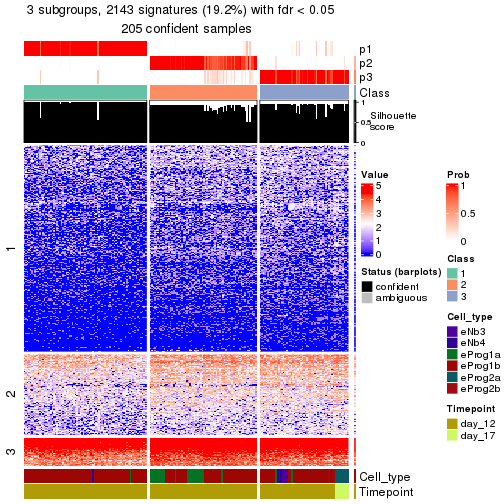 3 subgroups, 2143 signatures (19.2%) with fdr < 0.05
205 confident samples
p1
p2
p3
Class
1
0.5
0
Silhouette
score
1
2
3
Cell_type
Timepoint
Value
5
4
3
2
1
0
Prob
1
0.5
0
Status (barplots)
confident
ambiguous
Class
1
2
3
Cell_type
eNb3
eNb4
eProg1a
eProg1b
eProg2a
eProg2b
Timepoint
day_12
day_17